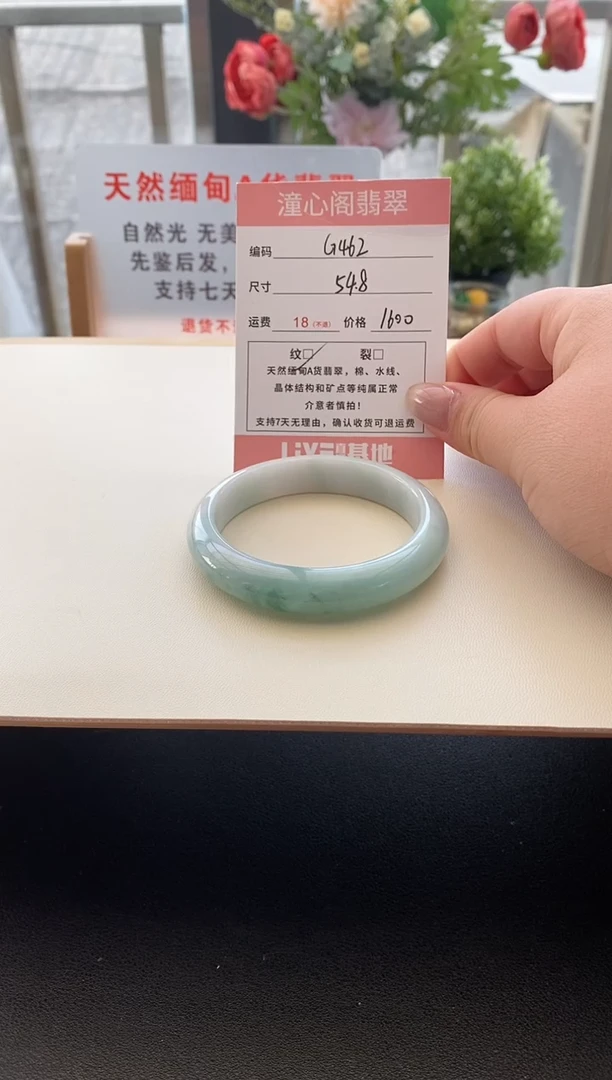 天然缅甸A货翡翠
自然光 无美
先鉴后发，
支持七天
退货不
潼心阁翡翠
编码 G462
尺寸 54.8
运费 18（不退） 价格 1600
纹□ 裂□
天然缅甸A货翡翠，棉、水线、
晶体结构和矿点等纯属正常
介意者慎拍！
支持7天无理由，确认收货可退运费
基地